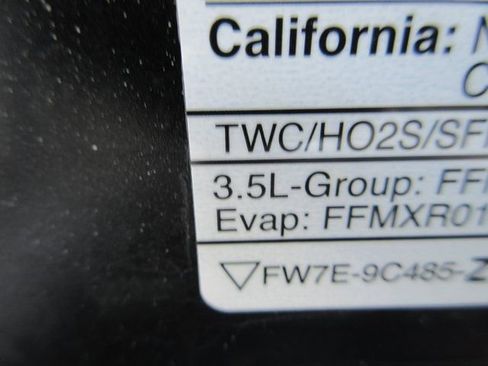 California:
TWC/HO2S/SF
3.5L-Group: FF
Evap: FFMXR01
▽FW7E-9C485-Z